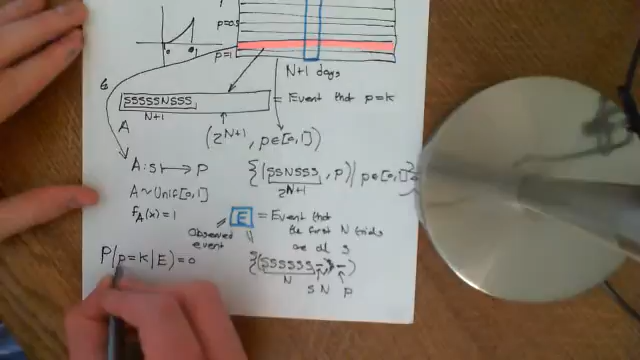 p=0.5
p=1
N+1 days
SSSSSNSSS
= Event that p=k
N+1
A
(2^{N+1}, p∈[0,1])
A: Ω ⟼ P
{(SSNSSS, p) | p∈[0,1]}
2^{N+1}
A~Unif[0,1]
f_A(x)=1
E = Event that the first N trials are all S
Observed event
P(p=k|E)=0
{(SSSSSS _, _)}
N
S N P